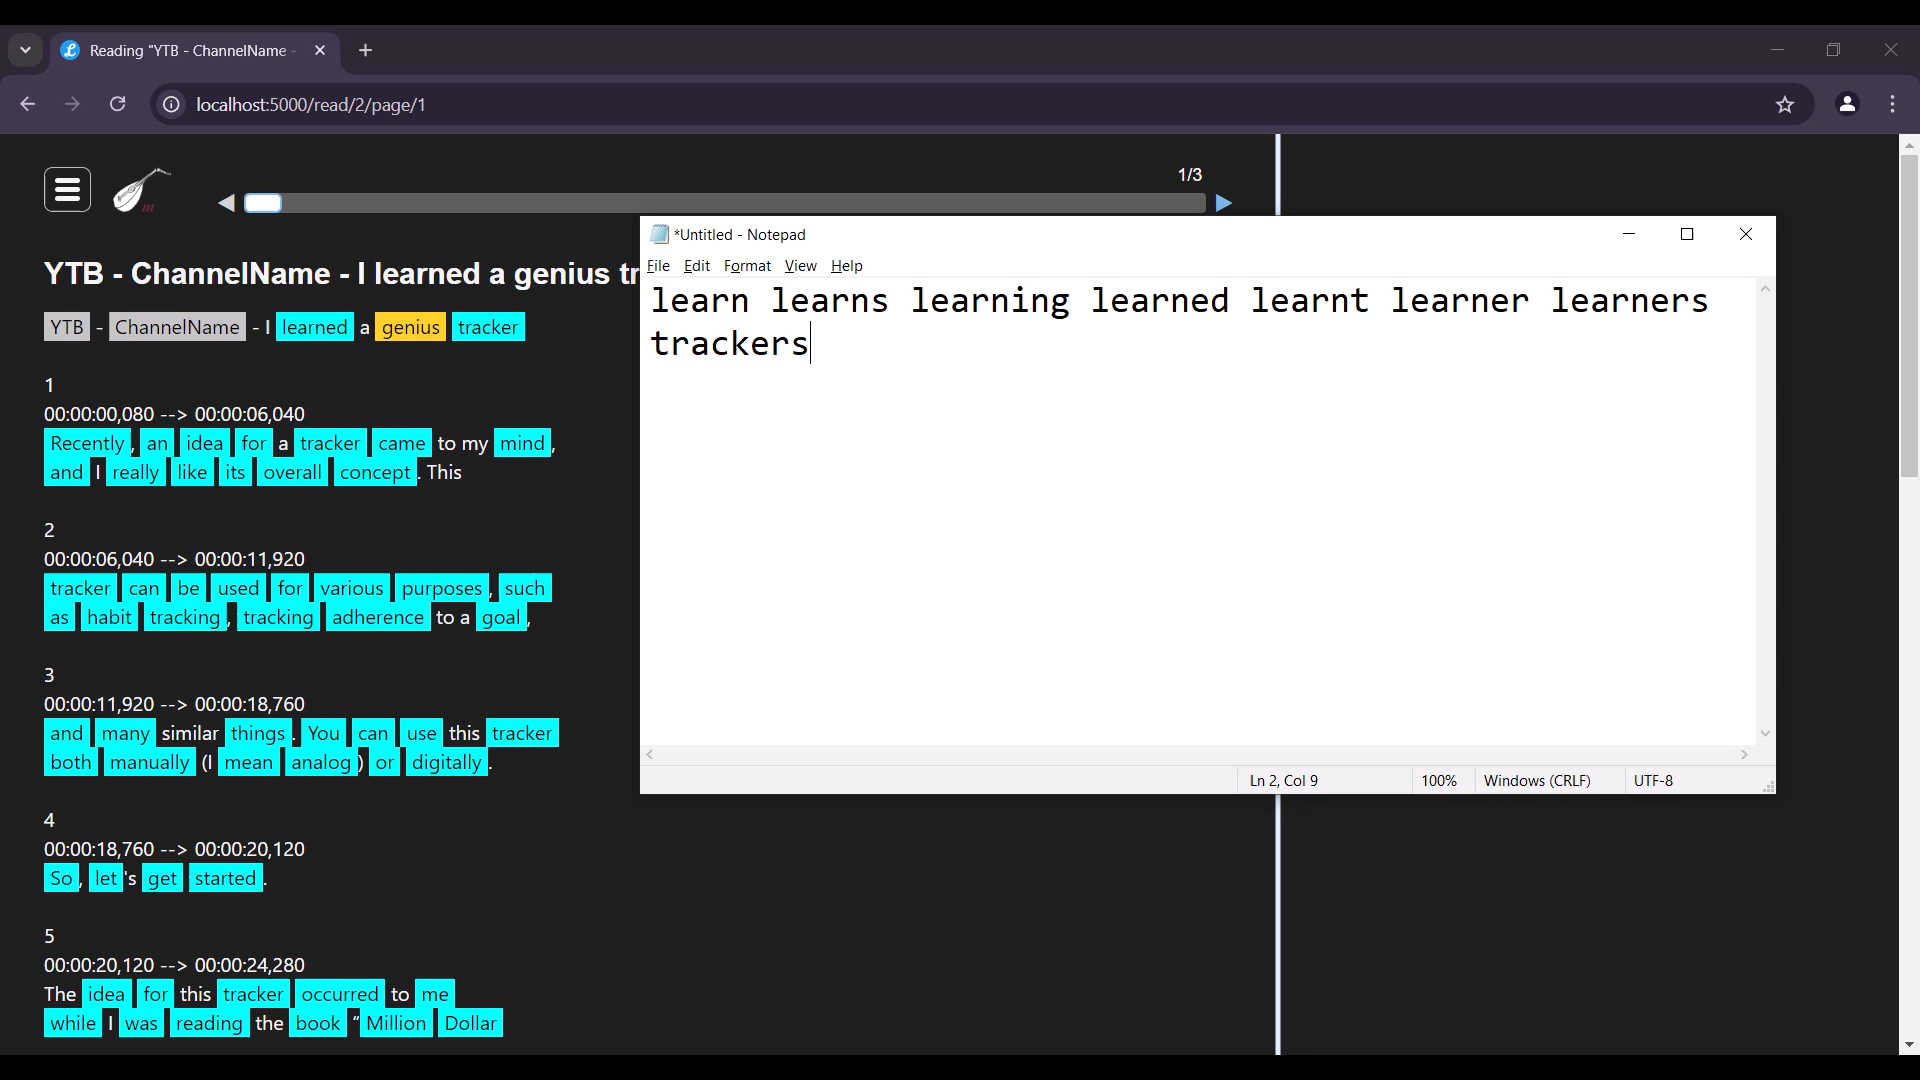 Reading "YTB - ChannelName -
localhost:5000/read/2/page/1
1/3
YTB - ChannelName - I learned a genius tr
YTB - ChannelName - I learned a genius tracker
1
00:00:00,080 --> 00:00:06,040
Recently, an idea for a tracker came to my mind,
and I really like its overall concept. This
2
00:00:06,040 --> 00:00:11,920
tracker can be used for various purposes, such
as habit tracking, tracking adherence to a goal,
3
00:00:11,920 --> 00:00:18,760
and many similar things. You can use this tracker
both manually (I mean analog) or digitally.
4
00:00:18,760 --> 00:00:20,120
So, let's get started.
5
00:00:20,120 --> 00:00:24,280
The idea for this tracker occurred to me
while I was reading the book “Million Dollar
*Untitled - Notepad
File Edit Format View Help
learn learns learning learned learnt learner learners
trackers
Ln 2, Col 9 100% Windows (CRLF) UTF-8